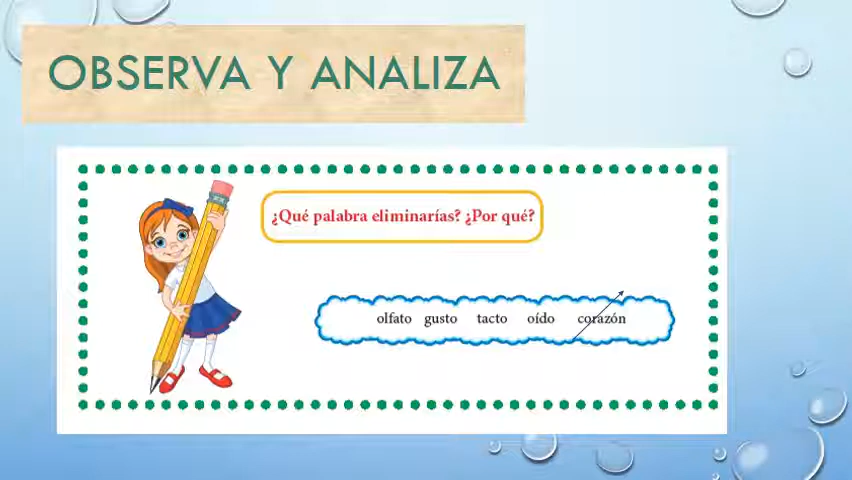 OBSERVA Y ANALIZA
¿Qué palabra eliminarías? ¿Por qué?
olfato gusto tacto oído corazón